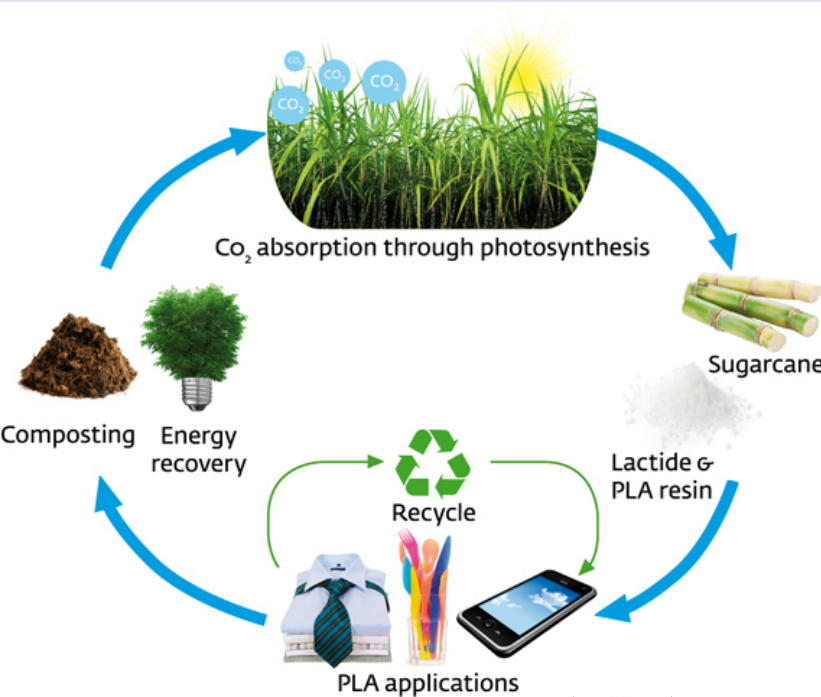 CO₂
CO₂
CO₂
CO₂
Co₂ absorption through photosynthesis
Sugarcane
Lactide &
PLA resin
Composting
Energy
recovery
Recycle
PLA applications